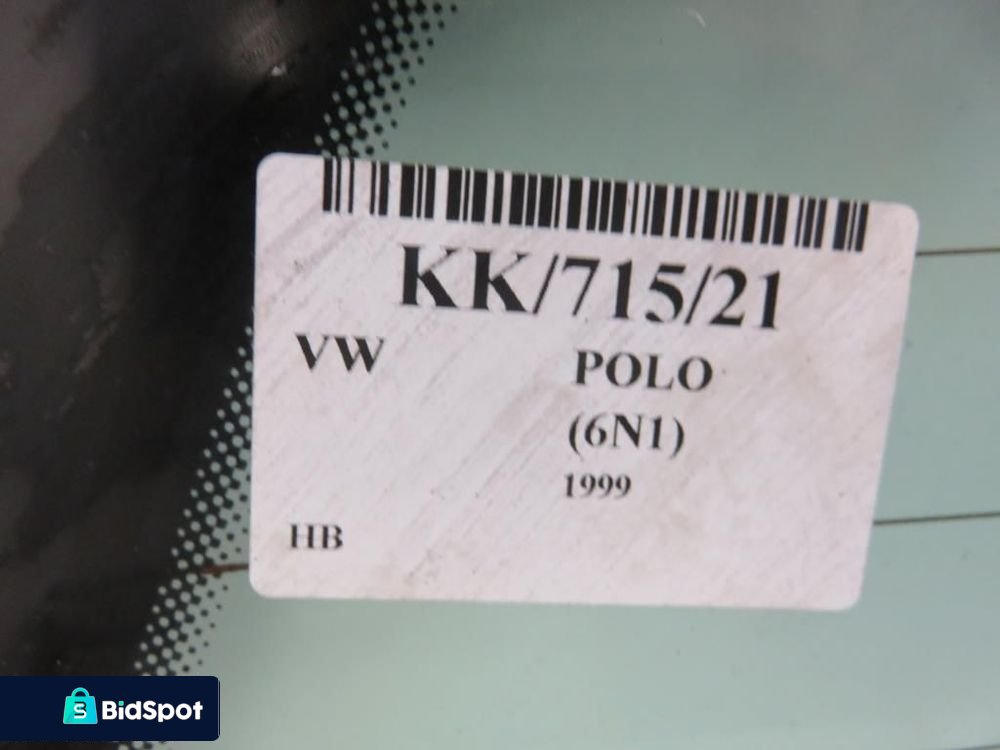 KK/715/21
VW POLO
(6N1)
1999
HB
BidSpot